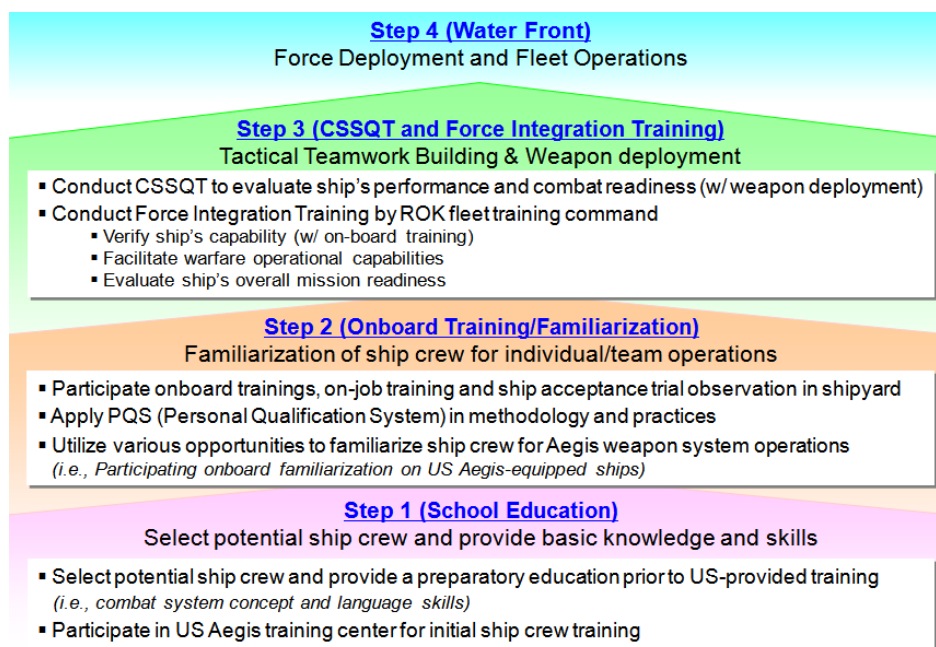 Step 4 (Water Front)
Force Deployment and Fleet Operations
Step 3 (CSSQT and Force Integration Training)
Tactical Teamwork Building & Weapon deployment
▪ Conduct CSSQT to evaluate ship's performance and combat readiness (w/ weapon deployment)
▪ Conduct Force Integration Training by ROK fleet training command
▪ Verify ship's capability (w/ on-board training)
▪ Facilitate warfare operational capabilities
▪ Evaluate ship's overall mission readiness
Step 2 (Onboard Training/Familiarization)
Familiarization of ship crew for individual/team operations
▪ Participate onboard trainings, on-job training and ship acceptance trial observation in shipyard
▪ Apply PQS (Personal Qualification System) in methodology and practices
▪ Utilize various opportunities to familiarize ship crew for Aegis weapon system operations
(i.e., Participating onboard familiarization on US Aegis-equipped ships)
Step 1 (School Education)
Select potential ship crew and provide basic knowledge and skills
▪ Select potential ship crew and provide a preparatory education prior to US-provided training
(i.e., combat system concept and language skills)
▪ Participate in US Aegis training center for initial ship crew training